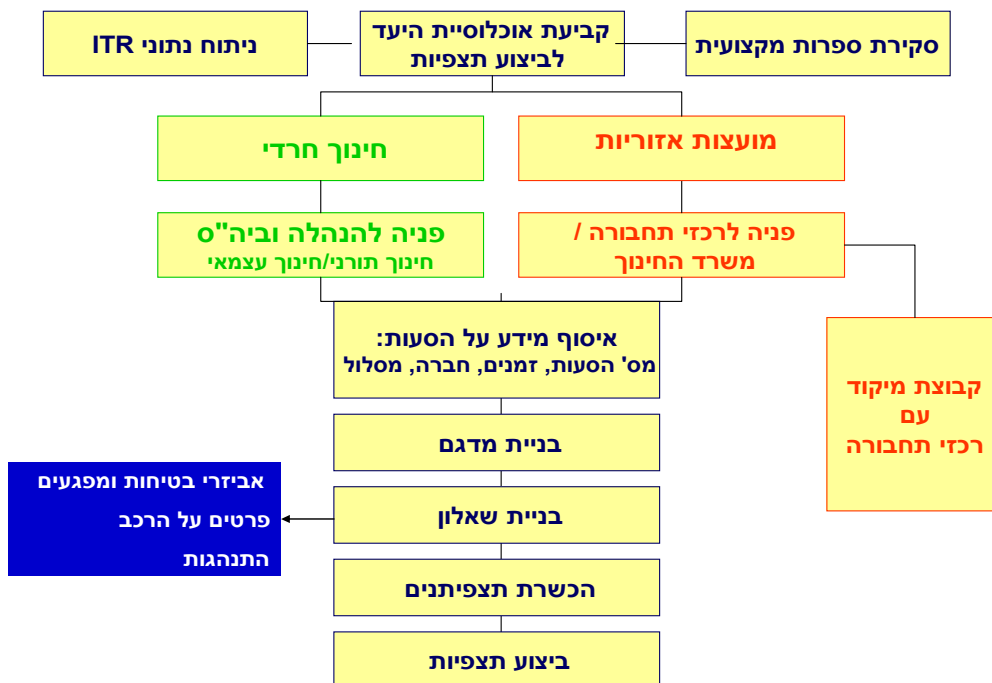 סקירת ספרות מקצועית
קביעת אוכלוסיית היעד
לביצוע תצפיות
ניתוח נתוני ITR
מועצות אזוריות
חינוך חרדי
פניה לרכזי תחבורה /
משרד החינוך
פניה להנהלה וביה"ס
חינוך תורני/חינוך עצמאי
איסוף מידע על הסעות:
מס' הסעות, זמנים, חברה, מסלול
קבוצת מיקוד
עם
רכזי תחבורה
בניית מדגם
בניית שאלון
אביזרי בטיחות ומפגעים
פרטים על הרכב
התנהגות
הכשרת תצפיתנים
ביצוע תצפיות